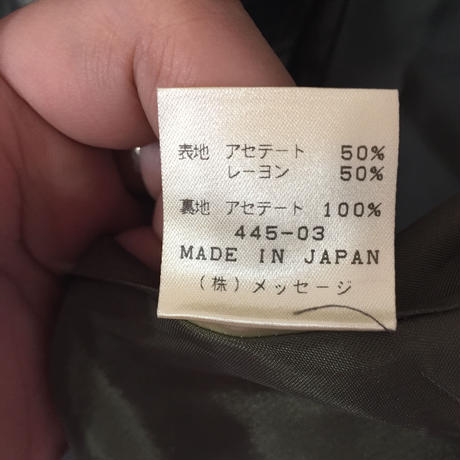 表地 アセテート 50%
レーヨン 50%
裏地 アセテート 100%
445-03
MADE IN JAPAN
(株)メッセージ